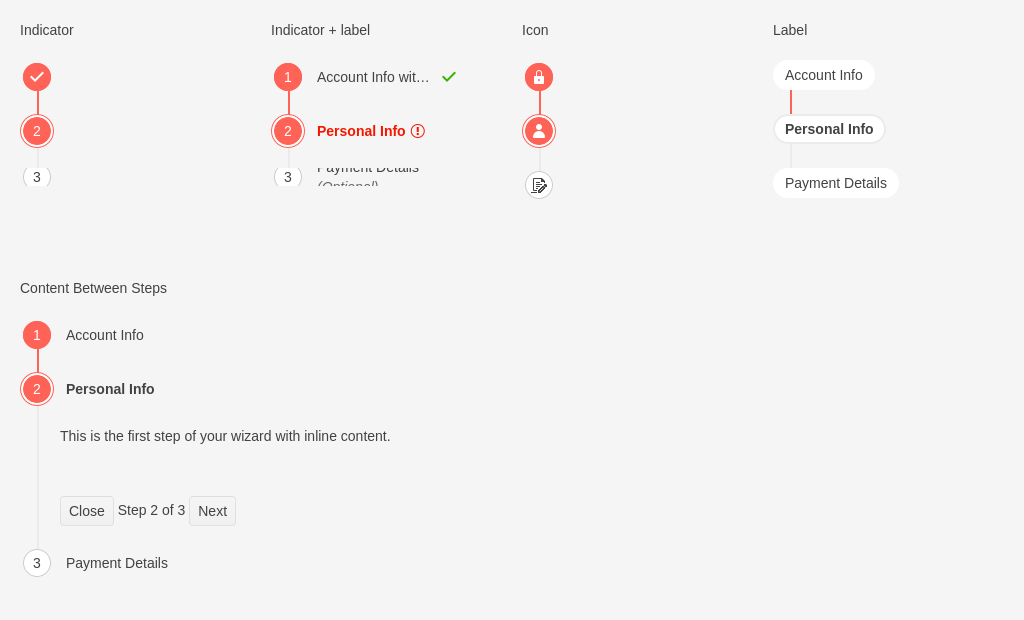 Indicator
2
3
Indicator + label
1 Account Info wit...
2 Personal Info
3 Payment Details
(Optional)
Icon
Label
Account Info
Personal Info
Payment Details
Content Between Steps
1 Account Info
2 Personal Info
This is the first step of your wizard with inline content.
Close Step 2 of 3 Next
3 Payment Details